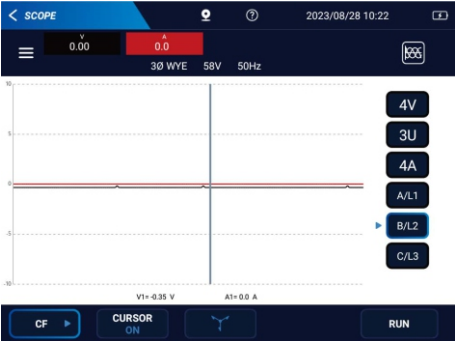 SCOPE
2023/08/28 10:22
V
0.00
A
0.0
3Ø WYE 58V 50Hz
10
5
0
-5
-10
4V
3U
4A
A/L1
B/L2
C/L3
V1=-0.35 V A1=0.0 A
CF
CURSOR
ON
RUN